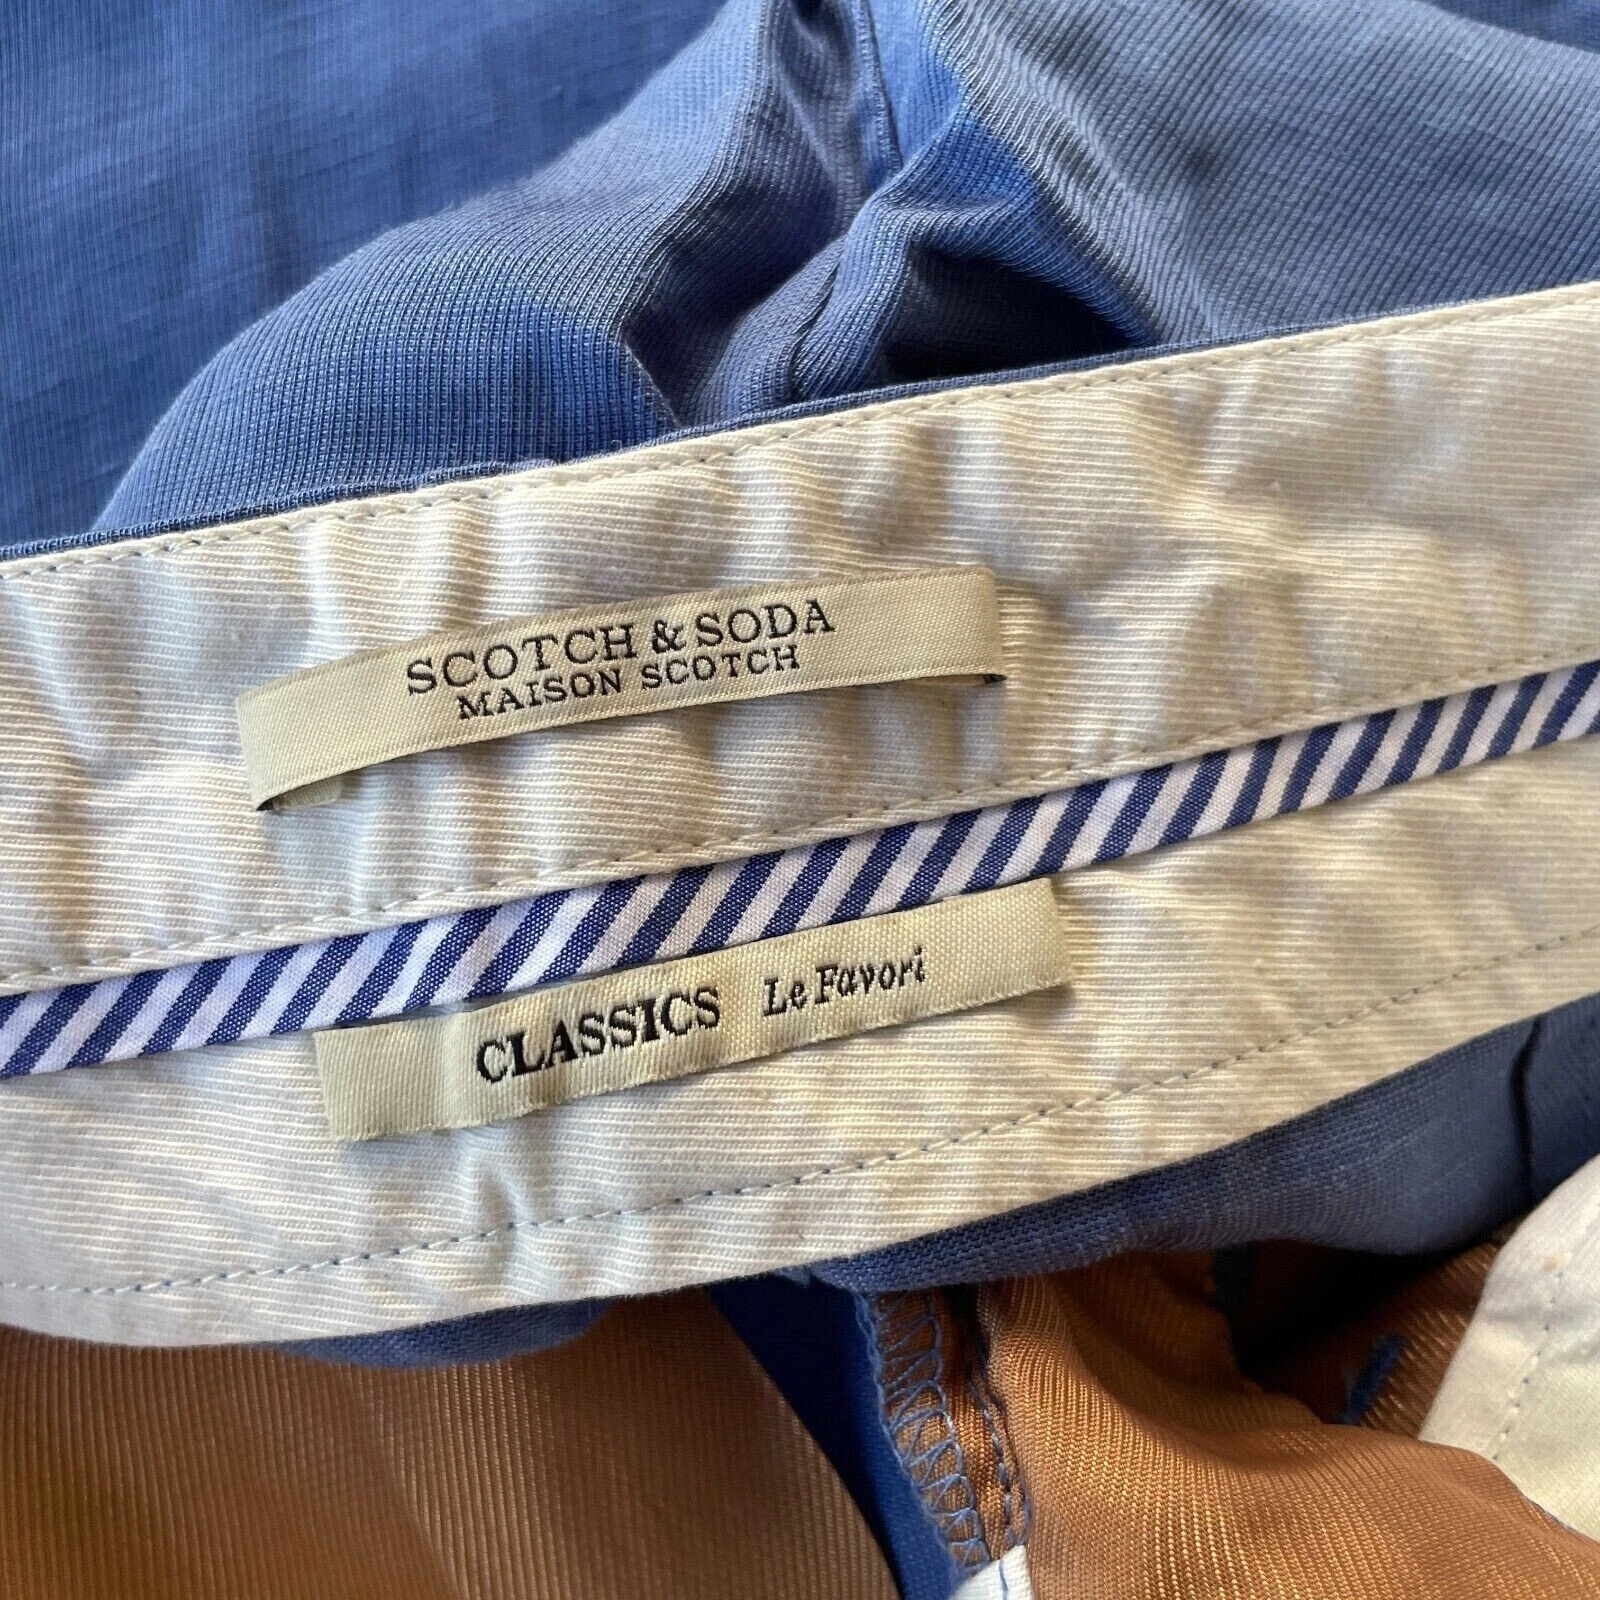 SCOTCH & SODA
MAISON SCOTCH
CLASSICS Le Favori